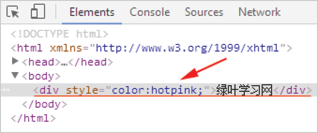 Elements Console Sources
<!DOCTYPE html>
<html xmlns="http://www.w3.org/1999/xhtml">
<head>…</head>
<body>
<div style="color:hotpink;">绿叶学习网</div>
</body>
</html>